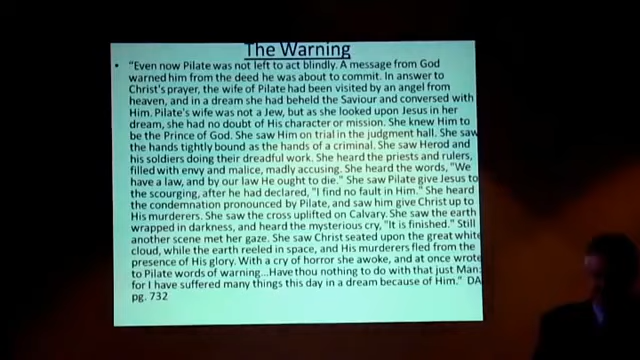 The Warning
• "Even now Pilate was not left to act blindly. A message from God
warned him from the deed he was about to commit. In answer to
Christ's prayer, the wife of Pilate had been visited by an angel from
heaven, and in a dream she had beheld the Saviour and conversed with
Him. Pilate's wife was not a Jew, but as she looked upon Jesus in her
dream, she had no doubt of His character or mission. She knew Him to
be the Prince of God. She saw Him on trial in the judgment hall. She saw
the hands tightly bound as the hands of a criminal. She saw Herod and
his soldiers doing their dreadful work. She heard the priests and rulers,
filled with envy and malice, madly accusing. She heard the words, "We
have a law, and by our law He ought to die." She saw Pilate give Jesus to
the scourging, after he had declared, "I find no fault in Him." She heard
the condemnation pronounced by Pilate, and saw him give Christ up to
His murderers. She saw the cross uplifted on Calvary. She saw the earth
wrapped in darkness, and heard the mysterious cry, "It is finished." Still
another scene met her gaze. She saw Christ seated upon the great white
cloud, while the earth reeled in space, and His murderers fled from the
presence of His glory. With a cry of horror she awoke, and at once wrote
to Pilate words of warning...Have thou nothing to do with that just Man:
for I have suffered many things this day in a dream because of Him." DA
pg. 732